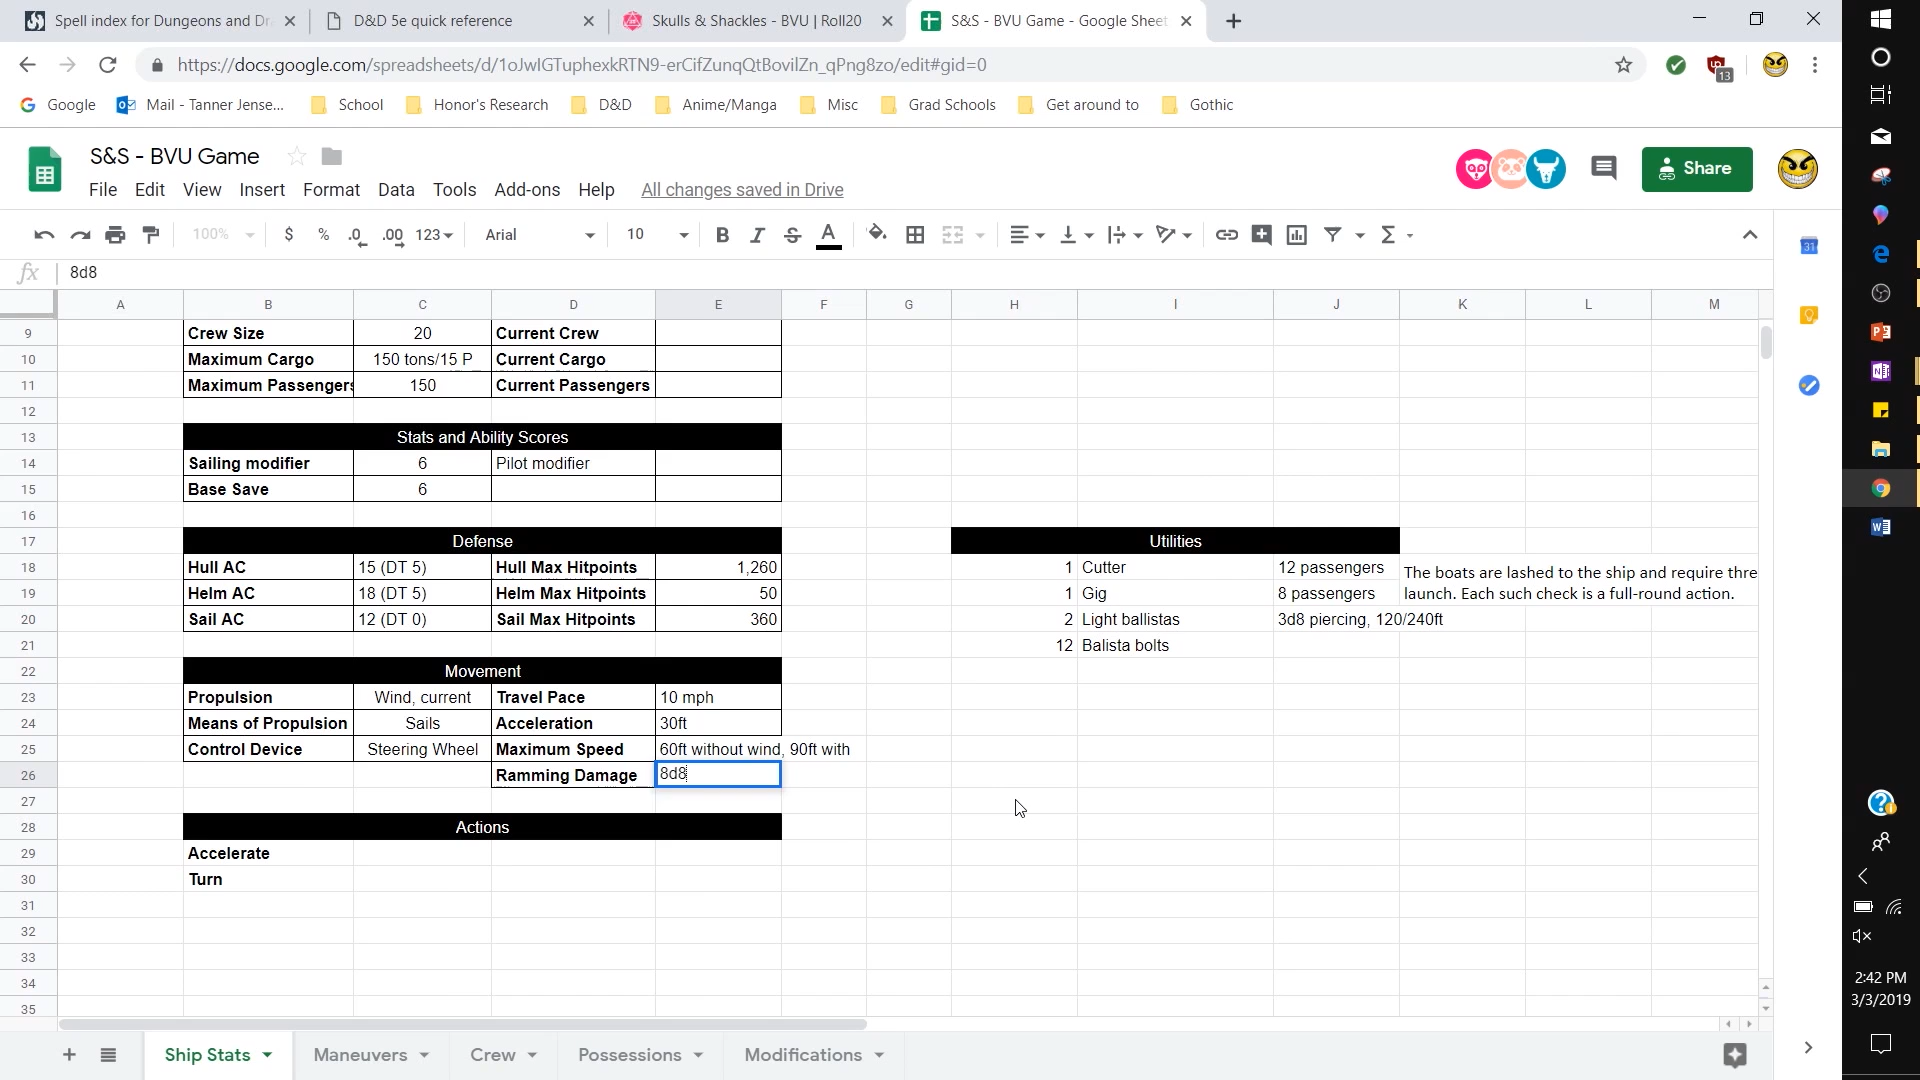 Spell index for Dungeons and Dr
D&D 5e quick reference
Skulls & Shackles - BVU | Roll20
S&S - BVU Game - Google Sheet
https://docs.google.com/spreadsheets/d/1oJwIGTuphexkRTN9-erCifZunqQtBovilZn_qPng8zo/edit#gid=0
13
Google
Mail - Tanner Jense...
School
Honor's Research
D&D
Anime/Manga
Misc
Grad Schools
Get around to
Gothic
S&S - BVU Game
File Edit View Insert Format Data Tools Add-ons Help All changes saved in Drive
Share
100% $ % .0 .00 123 Arial 10 B I S A
31
fx 8d8
A B C D E F G H I J K L M
9 Crew Size 20 Current Crew
10 Maximum Cargo 150 tons/15 P Current Cargo
11 Maximum Passengers 150 Current Passengers
12
13 Stats and Ability Scores
14 Sailing modifier 6 Pilot modifier
15 Base Save 6
16
17 Defense Utilities
18 Hull AC 15 (DT 5) Hull Max Hitpoints 1,260 1 Cutter 12 passengers The boats are lashed to the ship and require thre
19 Helm AC 18 (DT 5) Helm Max Hitpoints 50 1 Gig 8 passengers launch. Each such check is a full-round action.
20 Sail AC 12 (DT 0) Sail Max Hitpoints 360 2 Light ballistas 3d8 piercing, 120/240ft
21 12 Balista bolts
22 Movement
23 Propulsion Wind, current Travel Pace 10 mph
24 Means of Propulsion Sails Acceleration 30ft
25 Control Device Steering Wheel Maximum Speed 60ft without wind, 90ft with
26 Ramming Damage 8d8
27
28 Actions
29 Accelerate
30 Turn
31
32
33
34
35
2:42 PM
3/3/2019
Ship Stats Maneuvers Crew Possessions Modifications